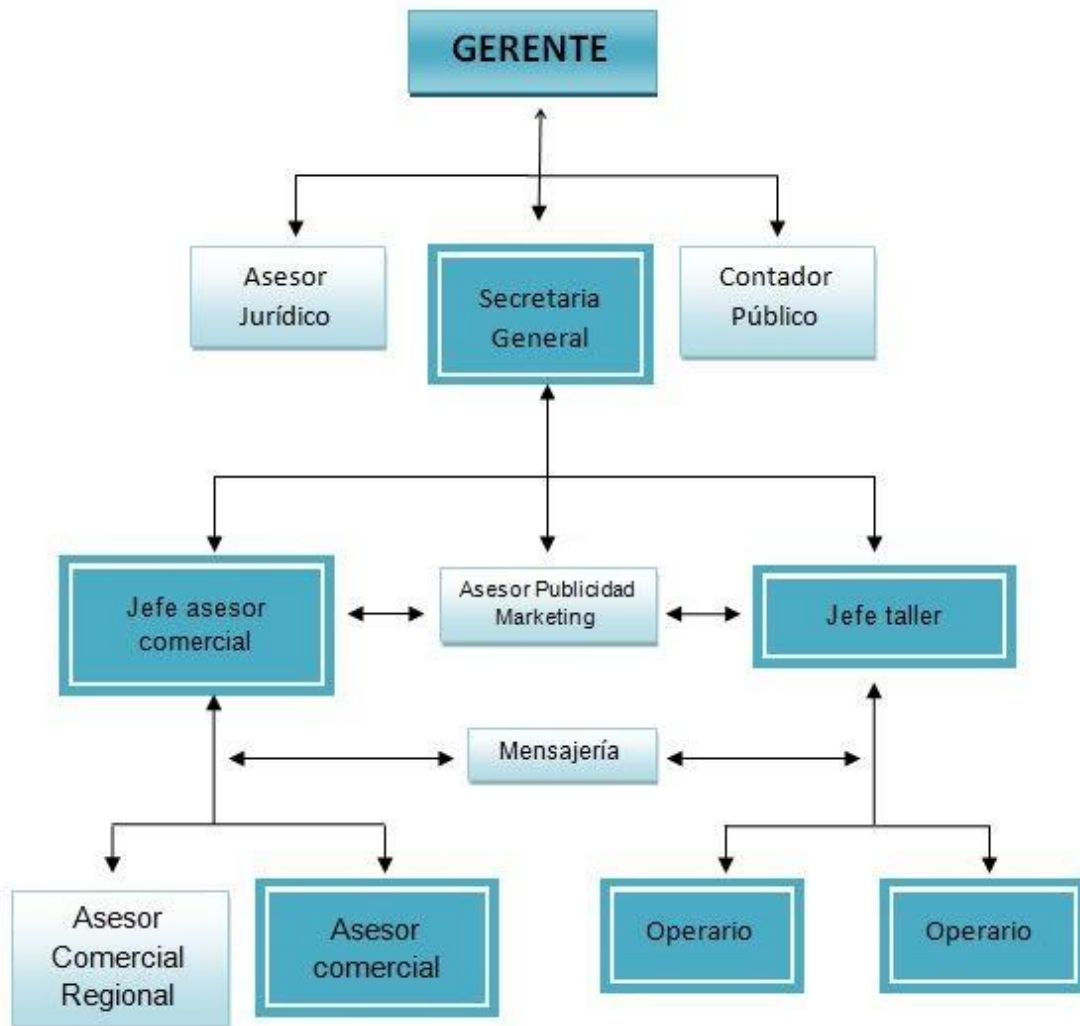 GERENTE
Asesor
Jurídico
Secretaria
General
Contador
Público
Jefe asesor
comercial
Asesor Publicidad
Marketing
Jefe taller
Mensajería
Asesor
Comercial
Regional
Asesor
comercial
Operario
Operario